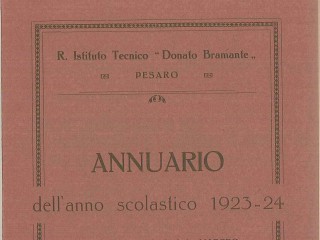 R. Istituto Tecnico “Donato Bramante„
PESARO
ANNUARIO
dell'anno scolastico 1923-24